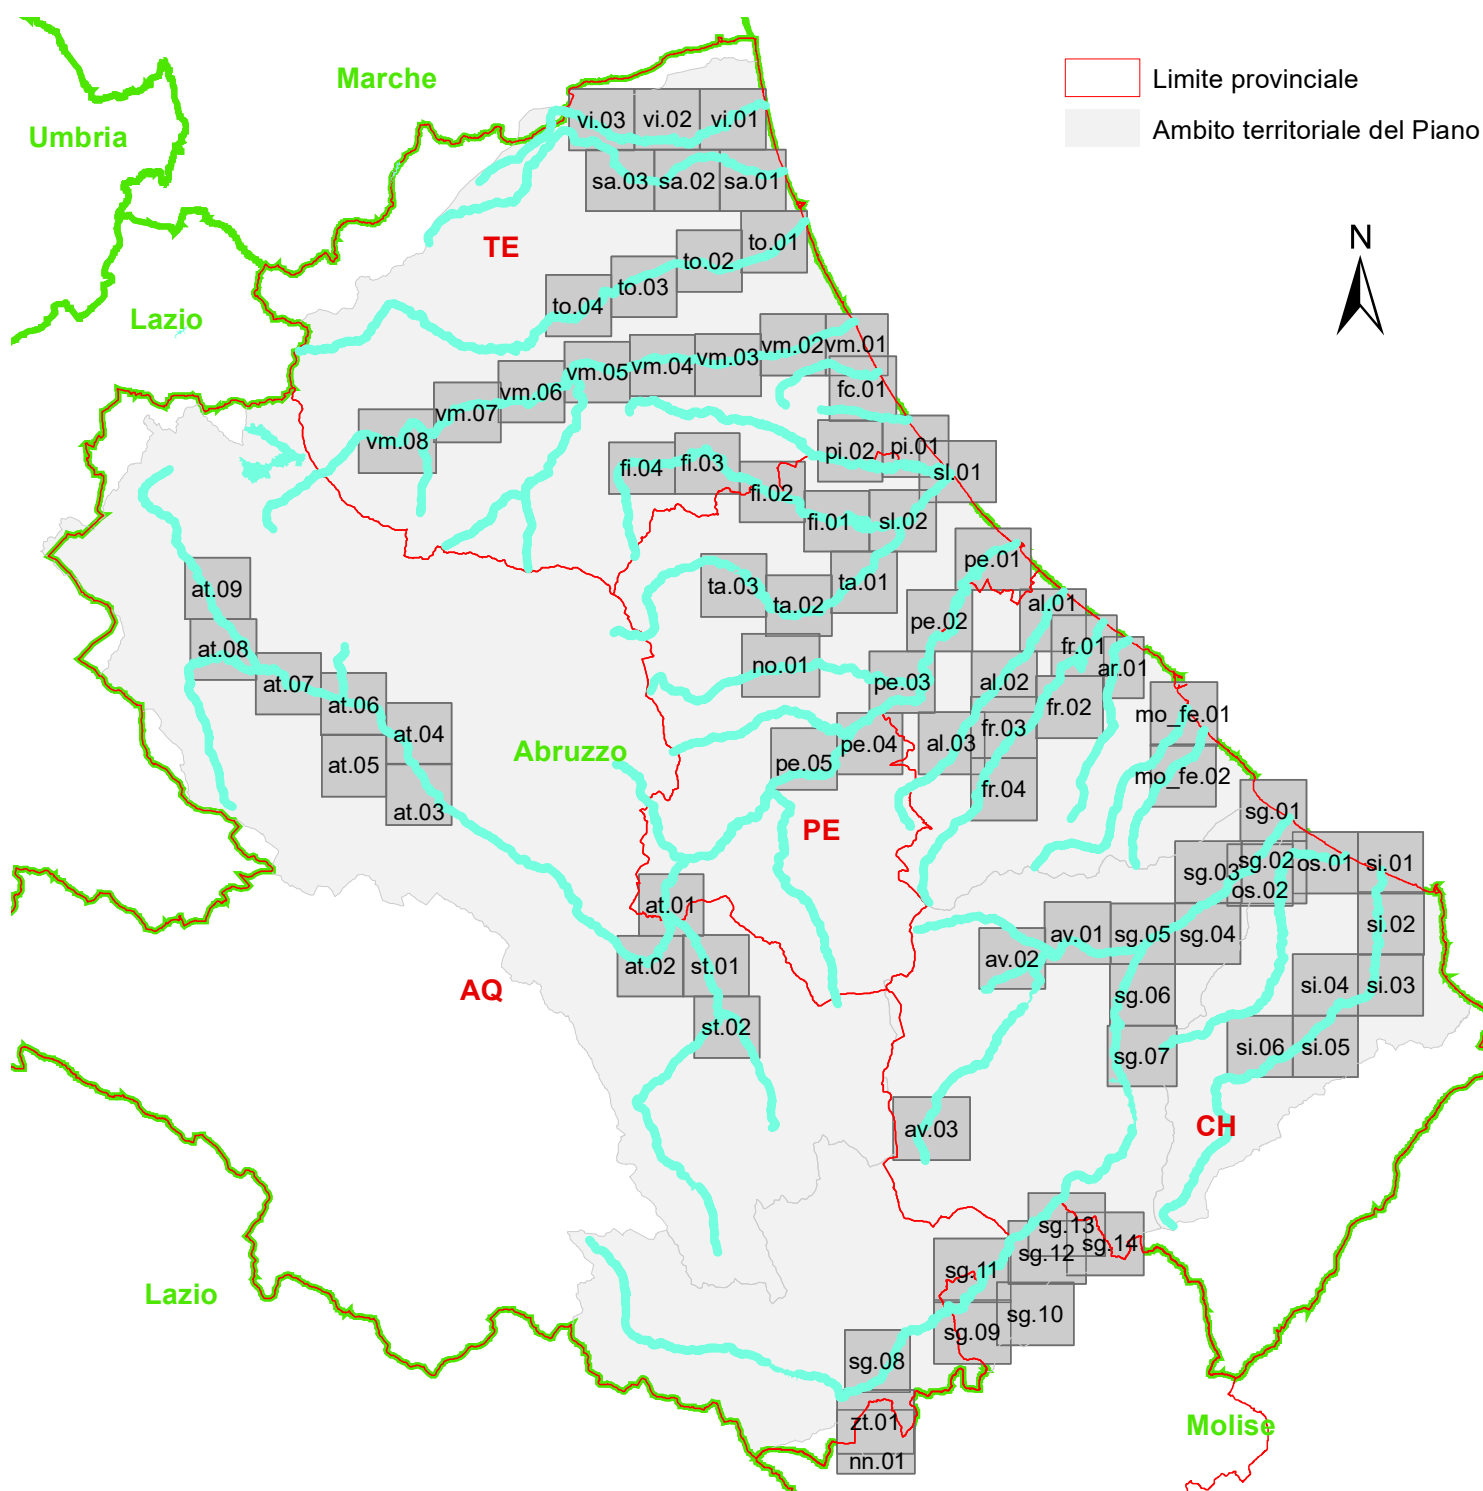 Marche
Limite provinciale
Umbria
Ambito territoriale del Piano
vi.03
vi.02
vi.01
sa.03
sa.02
sa.01
N
TE
to.01
to.02
to.03
to.04
Lazio
vm.01
vm.02
vm.03
vm.04
vm.05
vm.06
vm.07
vm.08
fc.01
pi.01
pi.02
sl.01
fi.04
fi.03
fi.02
fi.01
sl.02
pe.01
ta.03
ta.02
ta.01
at.09
al.01
pe.02
fr.01
at.08
no.01
ar.01
at.07
pe.03
al.02
at.06
fr.02
mo_fe.01
at.04
fr.03
Abruzzo
pe.04
al.03
at.05
pe.05
mo_fe.02
fr.04
at.03
sg.01
PE
sg.03
sg.02
os.01
si.01
os.02
at.01
av.01
sg.05
sg.04
si.02
at.02
st.01
av.02
AQ
sg.06
si.04
si.03
st.02
sg.07
si.06
si.05
av.03
CH
sg.13
sg.14
sg.12
sg.11
Lazio
sg.10
sg.09
sg.08
zt.01
Molise
nn.01